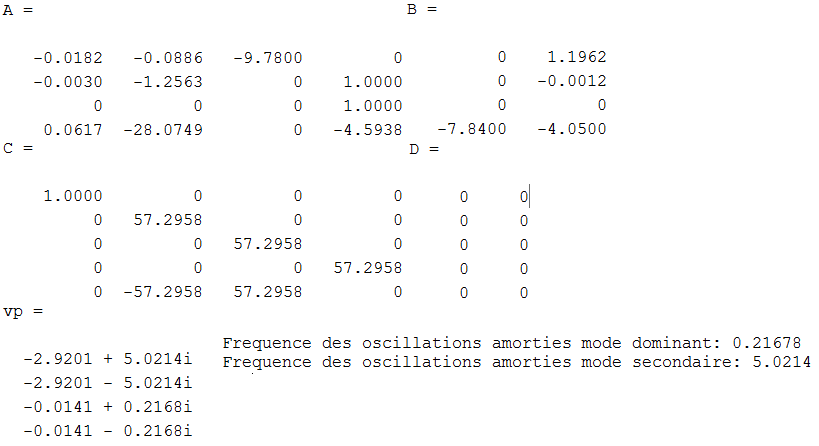 A = B =
-0.0182 -0.0886 -9.7800 0 0 1.1962
-0.0030 -1.2563 0 1.0000 0 -0.0012
0 0 0 1.0000 0 0
0.0617 -28.0749 0 -4.5938 -7.8400 -4.0500
C = D =
1.0000 0 0 0 0 0
0 57.2958 0 0 0 0
0 0 57.2958 0 0 0
0 0 0 57.2958 0 0
0 -57.2958 57.2958 0 0 0
vp =
Frequence des oscillations amorties mode dominant: 0.21678
-2.9201 + 5.0214i Frequence des oscillations amorties mode secondaire: 5.0214
-2.9201 - 5.0214i
-0.0141 + 0.2168i
-0.0141 - 0.2168i